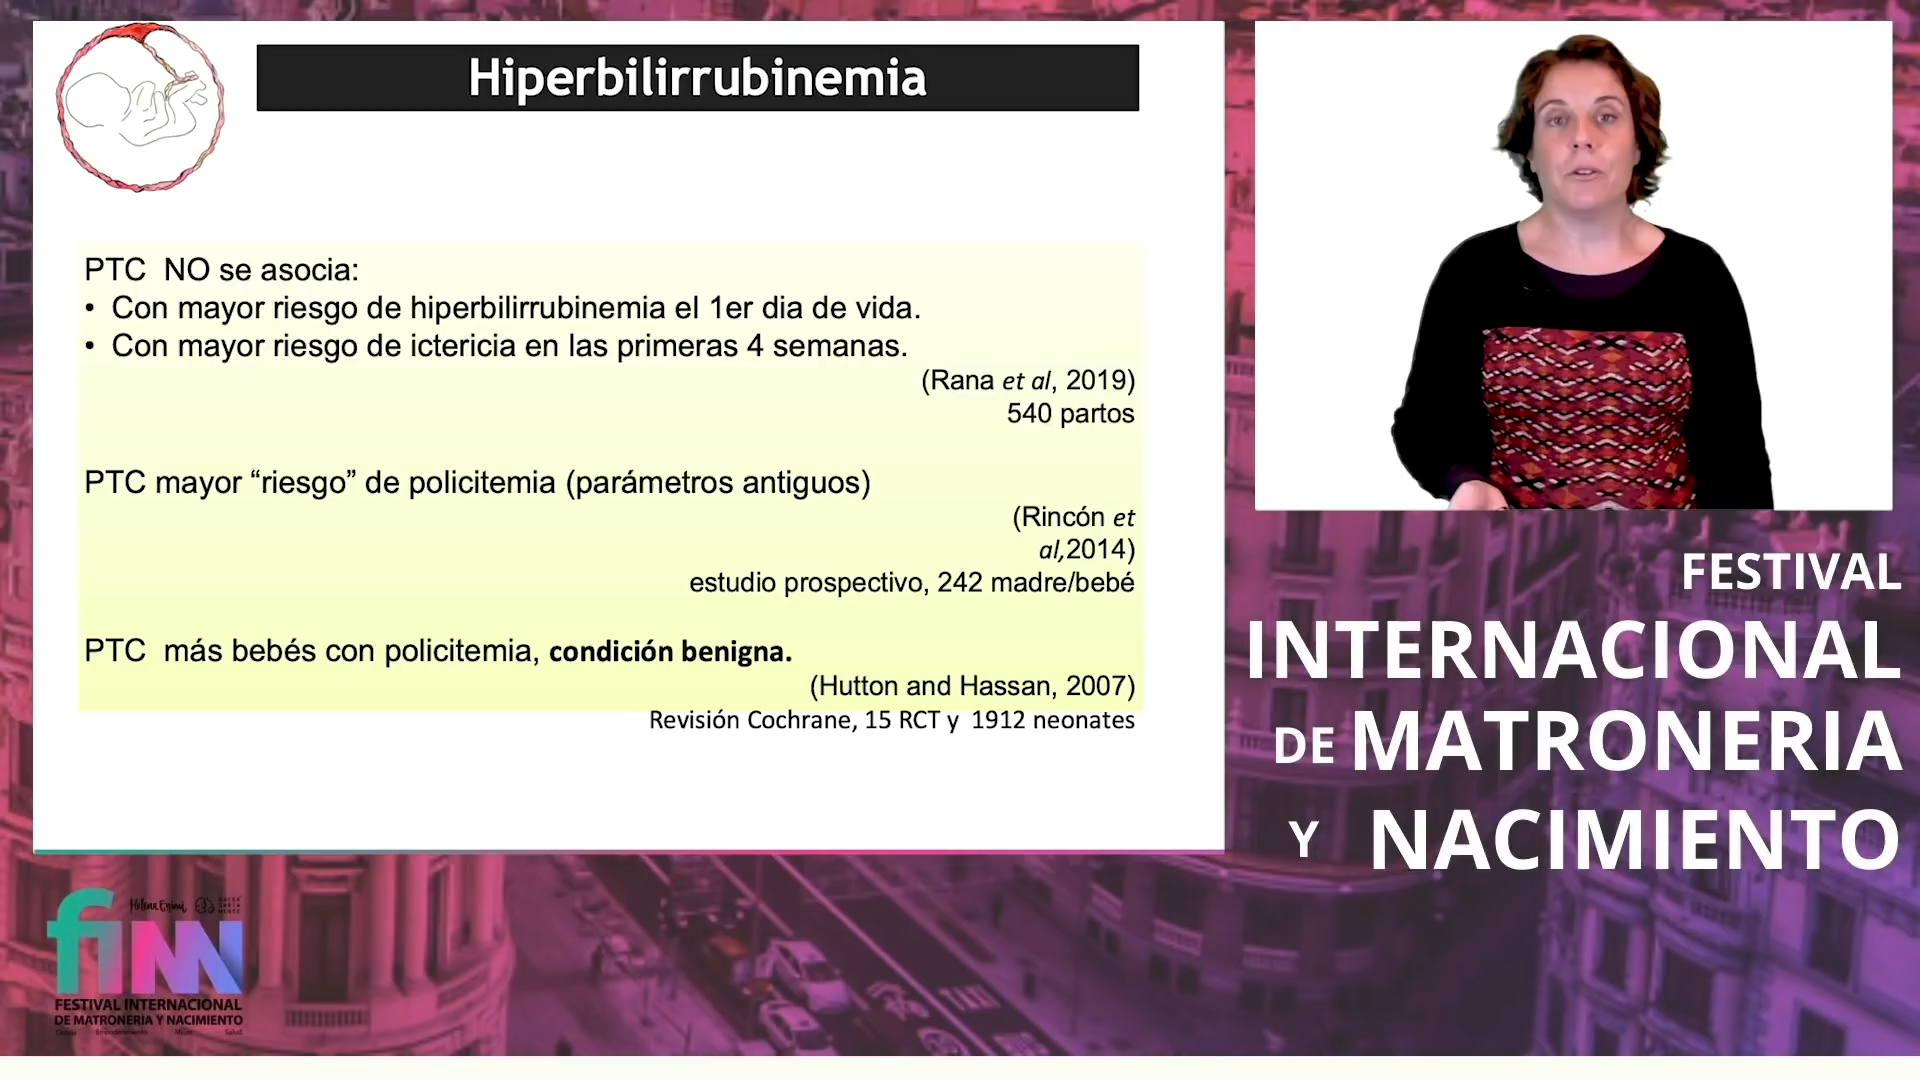 Hiperbilirrubinemia
PTC NO se asocia:
• Con mayor riesgo de hiperbilirrubinemia el 1er dia de vida.
• Con mayor riesgo de ictericia en las primeras 4 semanas.
(Rana et al, 2019)
540 partos
PTC mayor “riesgo” de policitemia (parámetros antiguos)
(Rincón et
al,2014)
estudio prospectivo, 242 madre/bebé
PTC más bebés con policitemia, condición benigna.
(Hutton and Hassan, 2007)
Revisión Cochrane, 15 RCT y 1912 neonates
FESTIVAL
INTERNACIONAL
DE MATRONERIA
Y NACIMIENTO
fimn
FESTIVAL INTERNACIONAL
DE MATRONERIA Y NACIMIENTO
TAXI